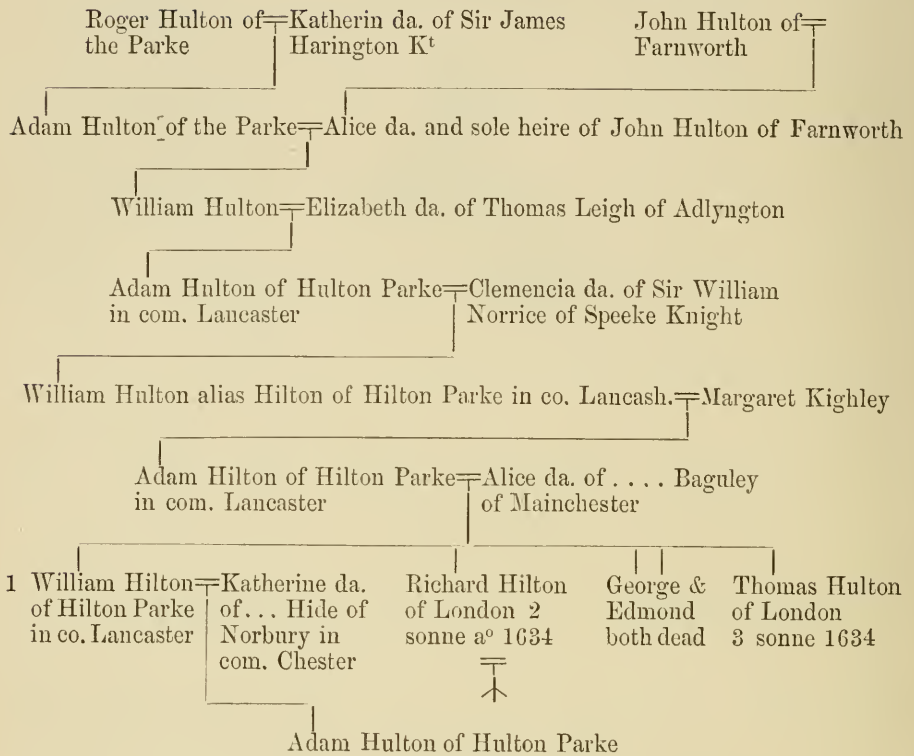 Roger Hulton of Katherin da. of Sir James John Hulton of
the Parke Harington Kt Farnworth
Adam Hulton of the Parke Alice da. and sole heire of John Hulton of Farnworth
William Hulton Elizabeth da. of Thomas Leigh of Adlyngton
Adam Hulton of Hulton Parke Clemencia da. of Sir William
in com. Lancaster Norrice of Speeke Knight
William Hulton alias Hilton of Hilton Parke in co. Lancash. Margaret Kighley
Adam Hilton of Hilton Parke Alice da. of .... Baguley
in com. Lancaster of Mainchester
1 William Hilton Katherine da. Richard Hilton George & Thomas Hulton
of Hilton Parke of... Hide of of London 2 Edmond of London
in co. Lancaster Norbury in sonne ao 1634 both dead 3 sonne 1634
com. Chester
Adam Hulton of Hulton Parke